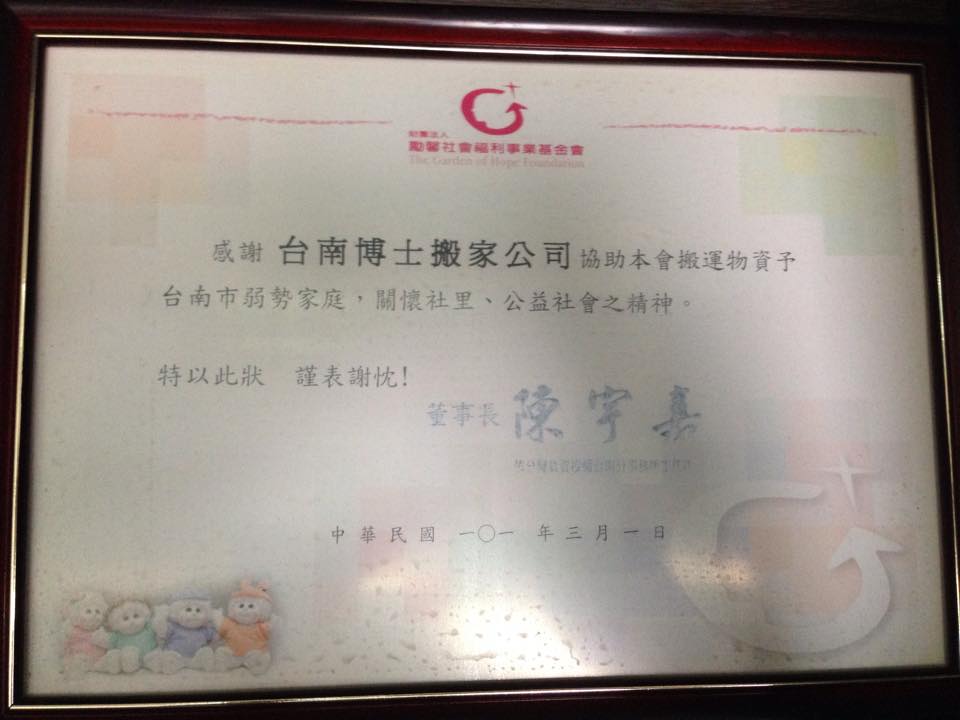 財團法人
勵馨社會福利事業基金會
The Garden of Hope Foundation
感謝 台南博士搬家公司 協助本會搬運物資予
台南市弱勢家庭，關懷社里、公益社會之精神。
特以此狀 謹表謝忱!
董事長 陳宇嘉
中華民國 一〇一 年三月一日